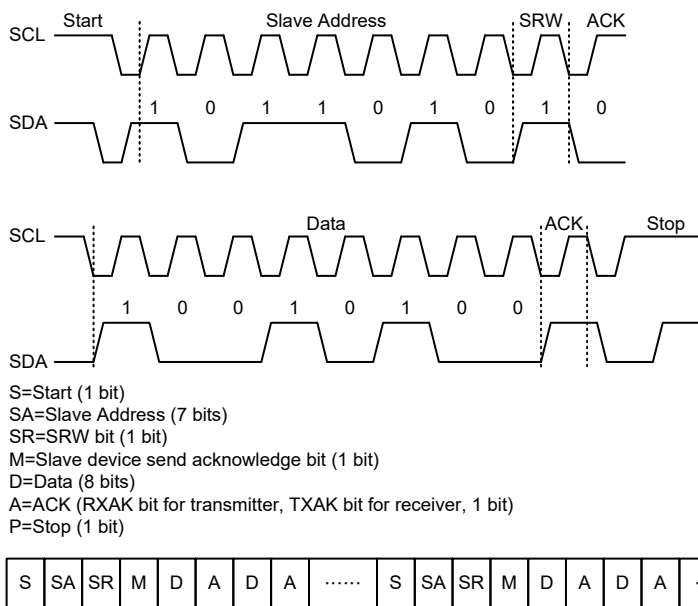 Start Slave Address SRW ACK
SCL
1 0 1 1 0 1 0 1 0
SDA
Data ACK Stop
SCL
1 0 0 1 0 1 0 0
SDA
S=Start (1 bit)
SA=Slave Address (7 bits)
SR=SRW bit (1 bit)
M=Slave device send acknowledge bit (1 bit)
D=Data (8 bits)
A=ACK (RXAK bit for transmitter, TXAK bit for receiver, 1 bit)
P=Stop (1 bit)
S SA SR M D A D A ...... S SA SR M D A D A